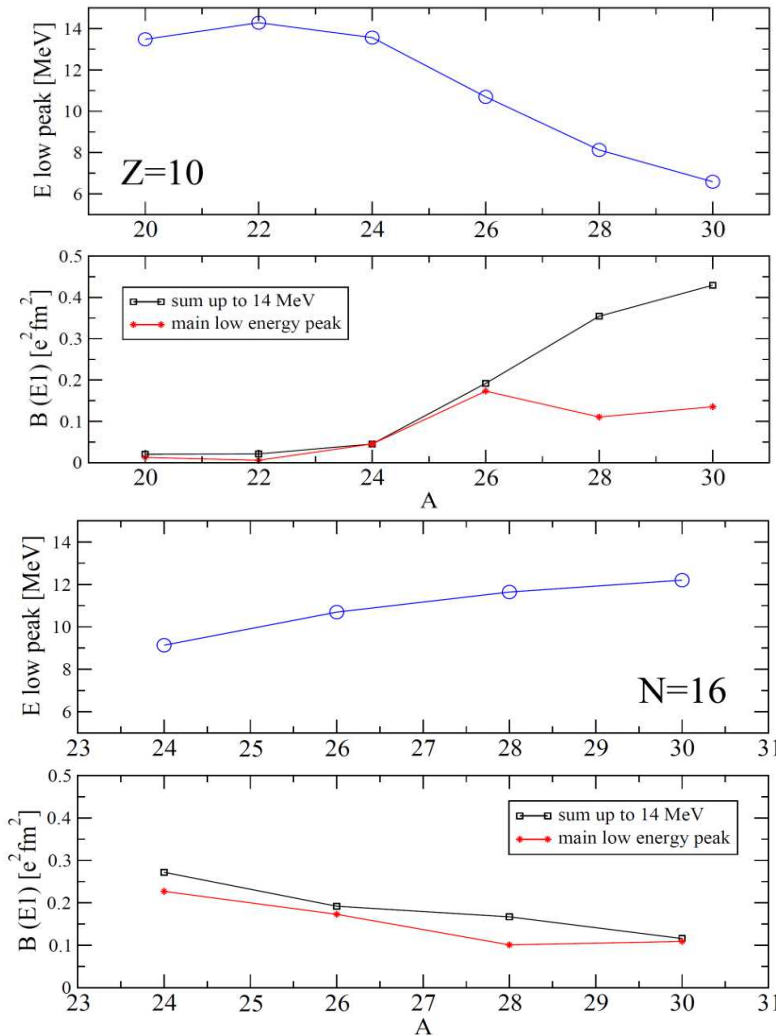 E low peak [MeV]
14
12
10
8
6
Z=10
20 22 24 26 28 30
B (E1) [e²fm²]
0.5
0.4
0.3
0.2
0.1
0
sum up to 14 MeV
main low energy peak
20 22 24 26 28 30
A
E low peak [MeV]
14
12
10
8
6
N=16
23 24 25 26 27 28 29 30 31
B (E1) [e²fm²]
0.5
0.4
0.3
0.2
0.1
0
sum up to 14 MeV
main low energy peak
23 24 25 26 27 28 29 30 31
A